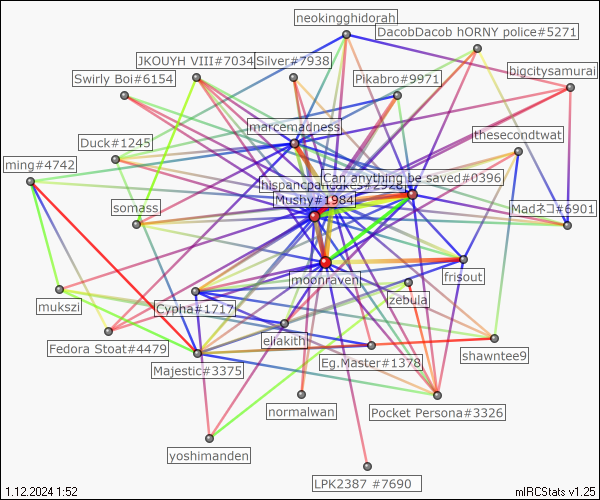 neokingghidorah
DacobDacob hORNY police#5271
JKOUYH VIII#7034
Silver#7938
Swirly Boi#6154
Pikabro#9971
bigcitysamurai
marcemadness
thesecondtwat
Duck#1245
ming#4742
Can anything be saved#0396
hispancpancakes#2928
Mushy#1984
somass
Madネコ#6901
moonraven
frisout
zebula
mukszi
Cypha#1717
eliakith
Fedora Stoat#4479
shawntee9
Eg.Master#1378
Majestic#3375
normalwan
Pocket Persona#3326
yoshimanden
LPK2387 #7690
1.12.2024 1:52
mIRCStats v1.25